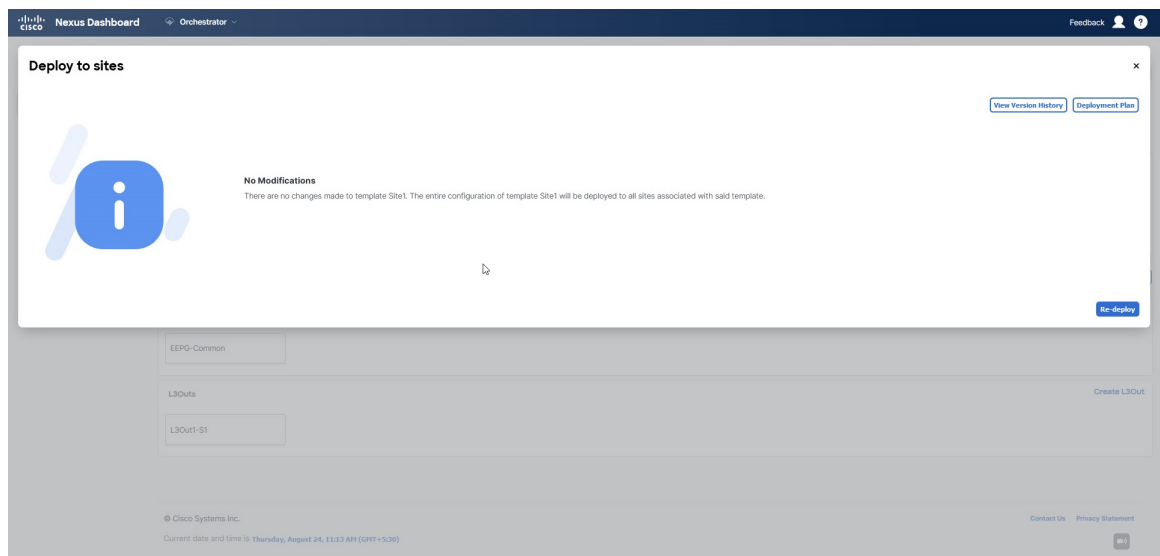 cisco Nexus Dashboard Orchestrator Feedback ?
Deploy to sites
View Version History Deployment Plan
No Modifications
There are no changes made to template Site1. The entire configuration of template Site1 will be deployed to all sites associated with said template.
Re-deploy
EEPG-Common
L3Outs Create L3Out
L3Out1-S1
© Cisco Systems Inc. Contact Us Privacy Statement
Current date and time is Thursday, August 24, 11:13 AM (GMT+5:30)